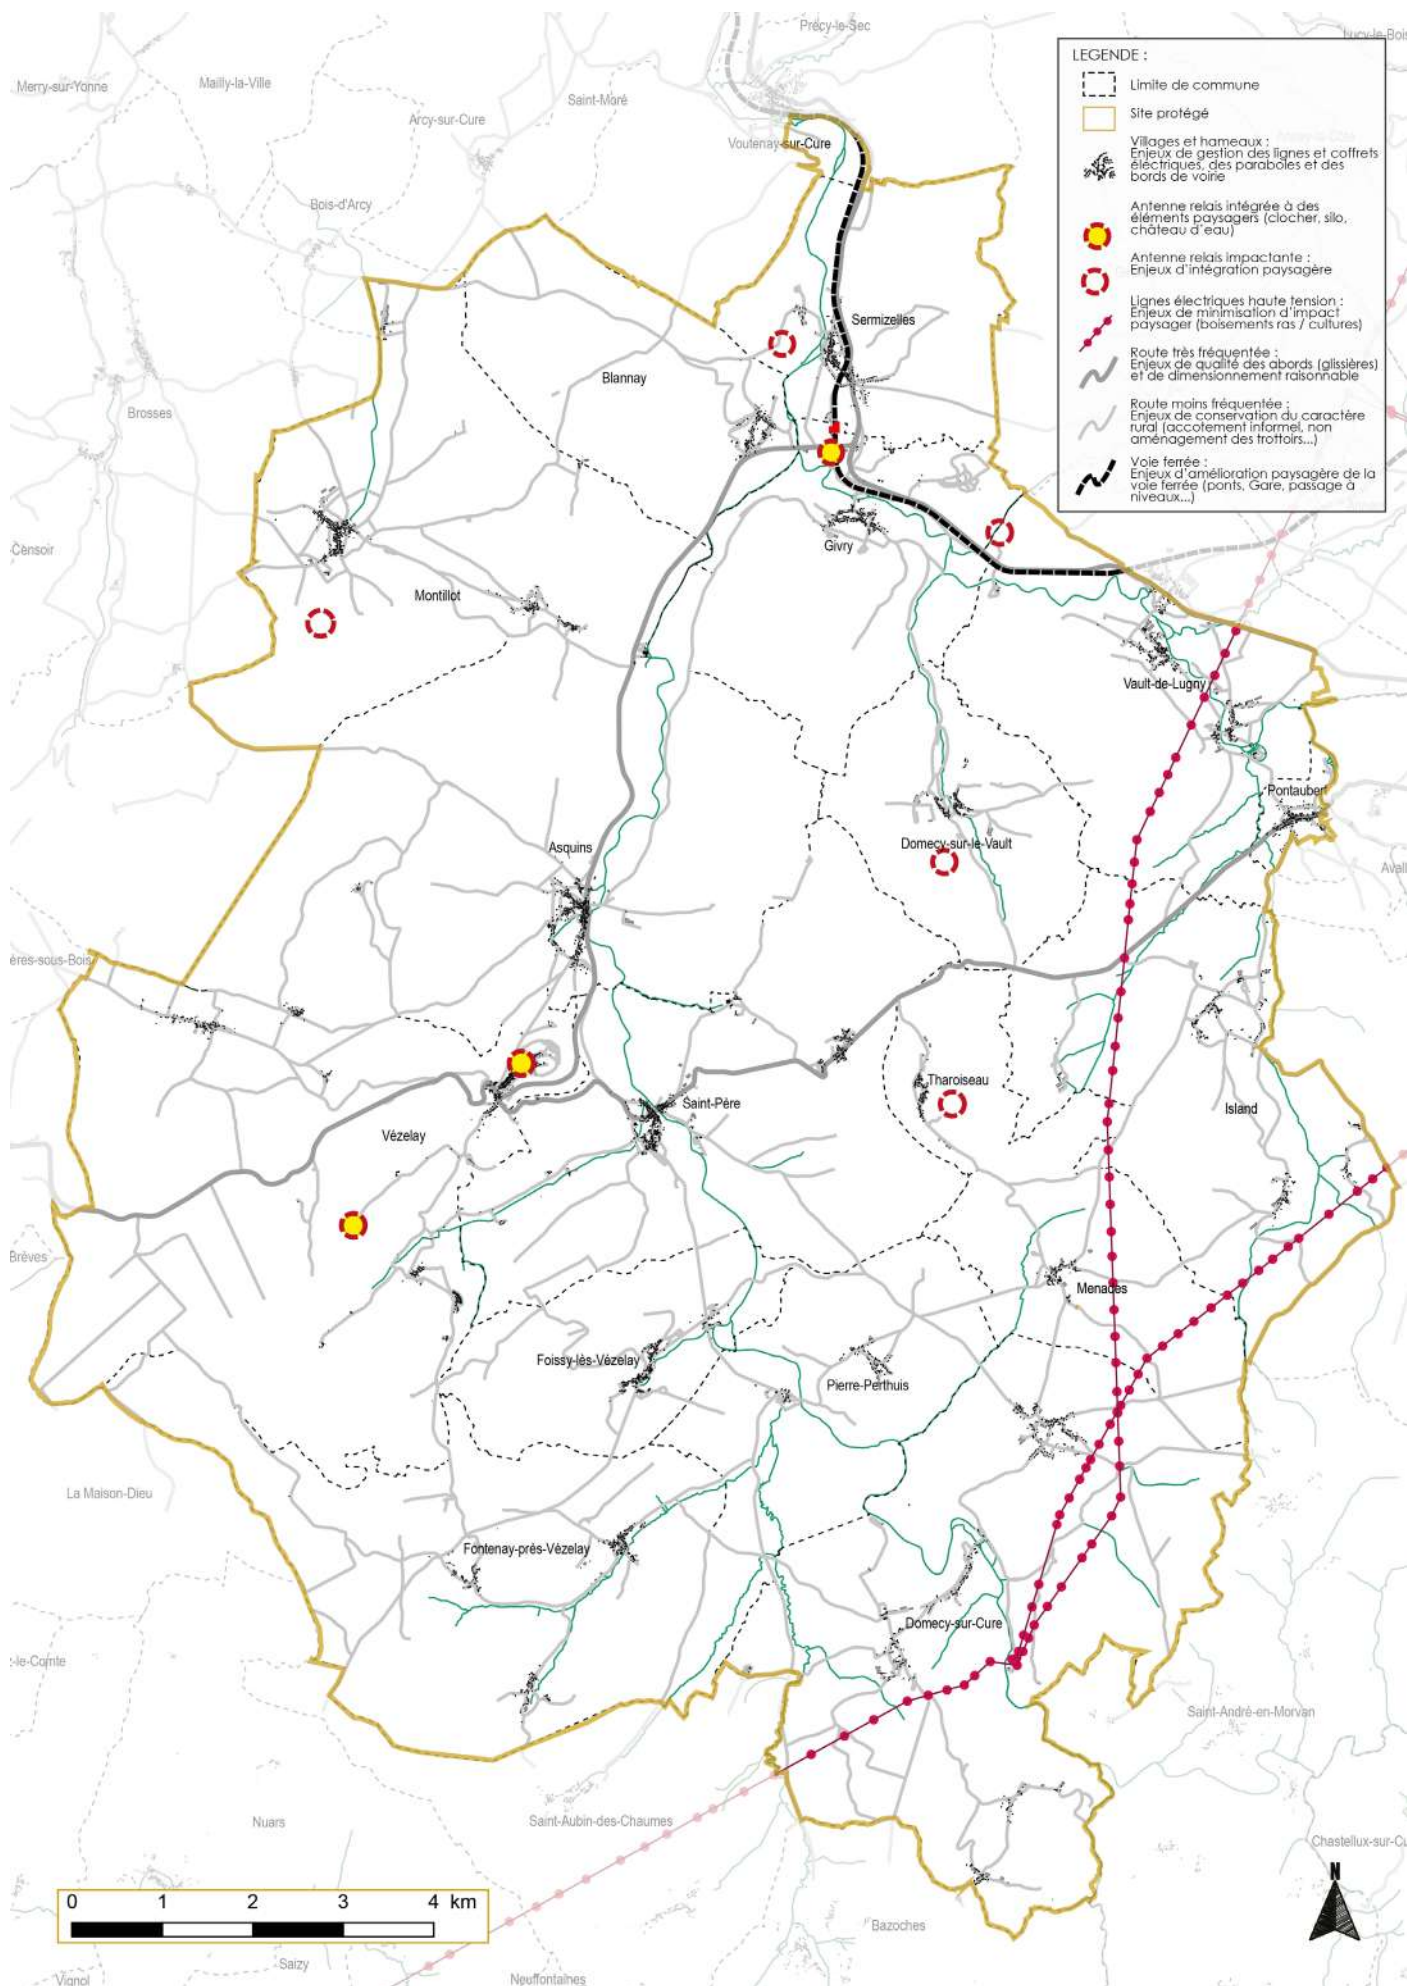 Précy-le-Sec
Merry-sur-Yonne
Mailly-la-Ville
Saint-Moré
Arcy-sur-Cure
Voutenay-sur-Cure
Bois-d'Arcy
LEGENDE :
Limite de commune
Site protégé
Villages et hameaux :
Enjeux de gestion des lignes et coffrets
électriques, des paraboles et des
bords de voirie
Antenne relais intégrée à des
éléments paysagers (clocher, silo,
château d'eau)
Antenne relais impactante :
Enjeux d'intégration paysagère
Lignes électriques haute tension :
Enjeux de minimisation d'impact
paysager (boisements ras / cultures)
Route très fréquentée :
Enjeux de qualité des abords (glissières)
et de dimensionnement raisonnable
Route moins fréquentée :
Enjeux de conservation du caractère
rural (accotement informel, non
aménagement des trottoirs...)
Voie ferrée :
Enjeux d'amélioration paysagère de la
voie ferrée (ponts, Gare, passage à
niveaux...)
Sermizelles
Blannay
Brosses
Givry
-Censoir
Montillot
Vault-de-Lugny
Pontaubert
Domecy-sur-le-Vault
Asquins
Avall
ères-sous-Bois
Tharoiseau
Saint-Père
Island
Vézelay
Brèves
Menades
Foissy-lès-Vézelay
Pierre-Perthuis
La Maison-Dieu
Fontenay-près-Vézelay
Domecy-sur-Cure
z-le-Comte
Saint-André-en-Morvan
Nuars
Saint-Aubin-des-Chaumes
Chastellux-sur-Cu
N
0 1 2 3 4 km
Bazoches
Saizy
Vignol
Neuffontaines